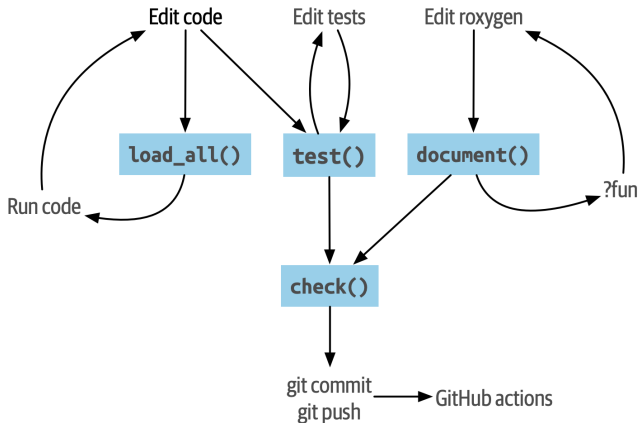 Edit code
Edit tests
Edit roxygen
load_all()
test()
document()
Run code
?fun
check()
git commit
git push
GitHub actions